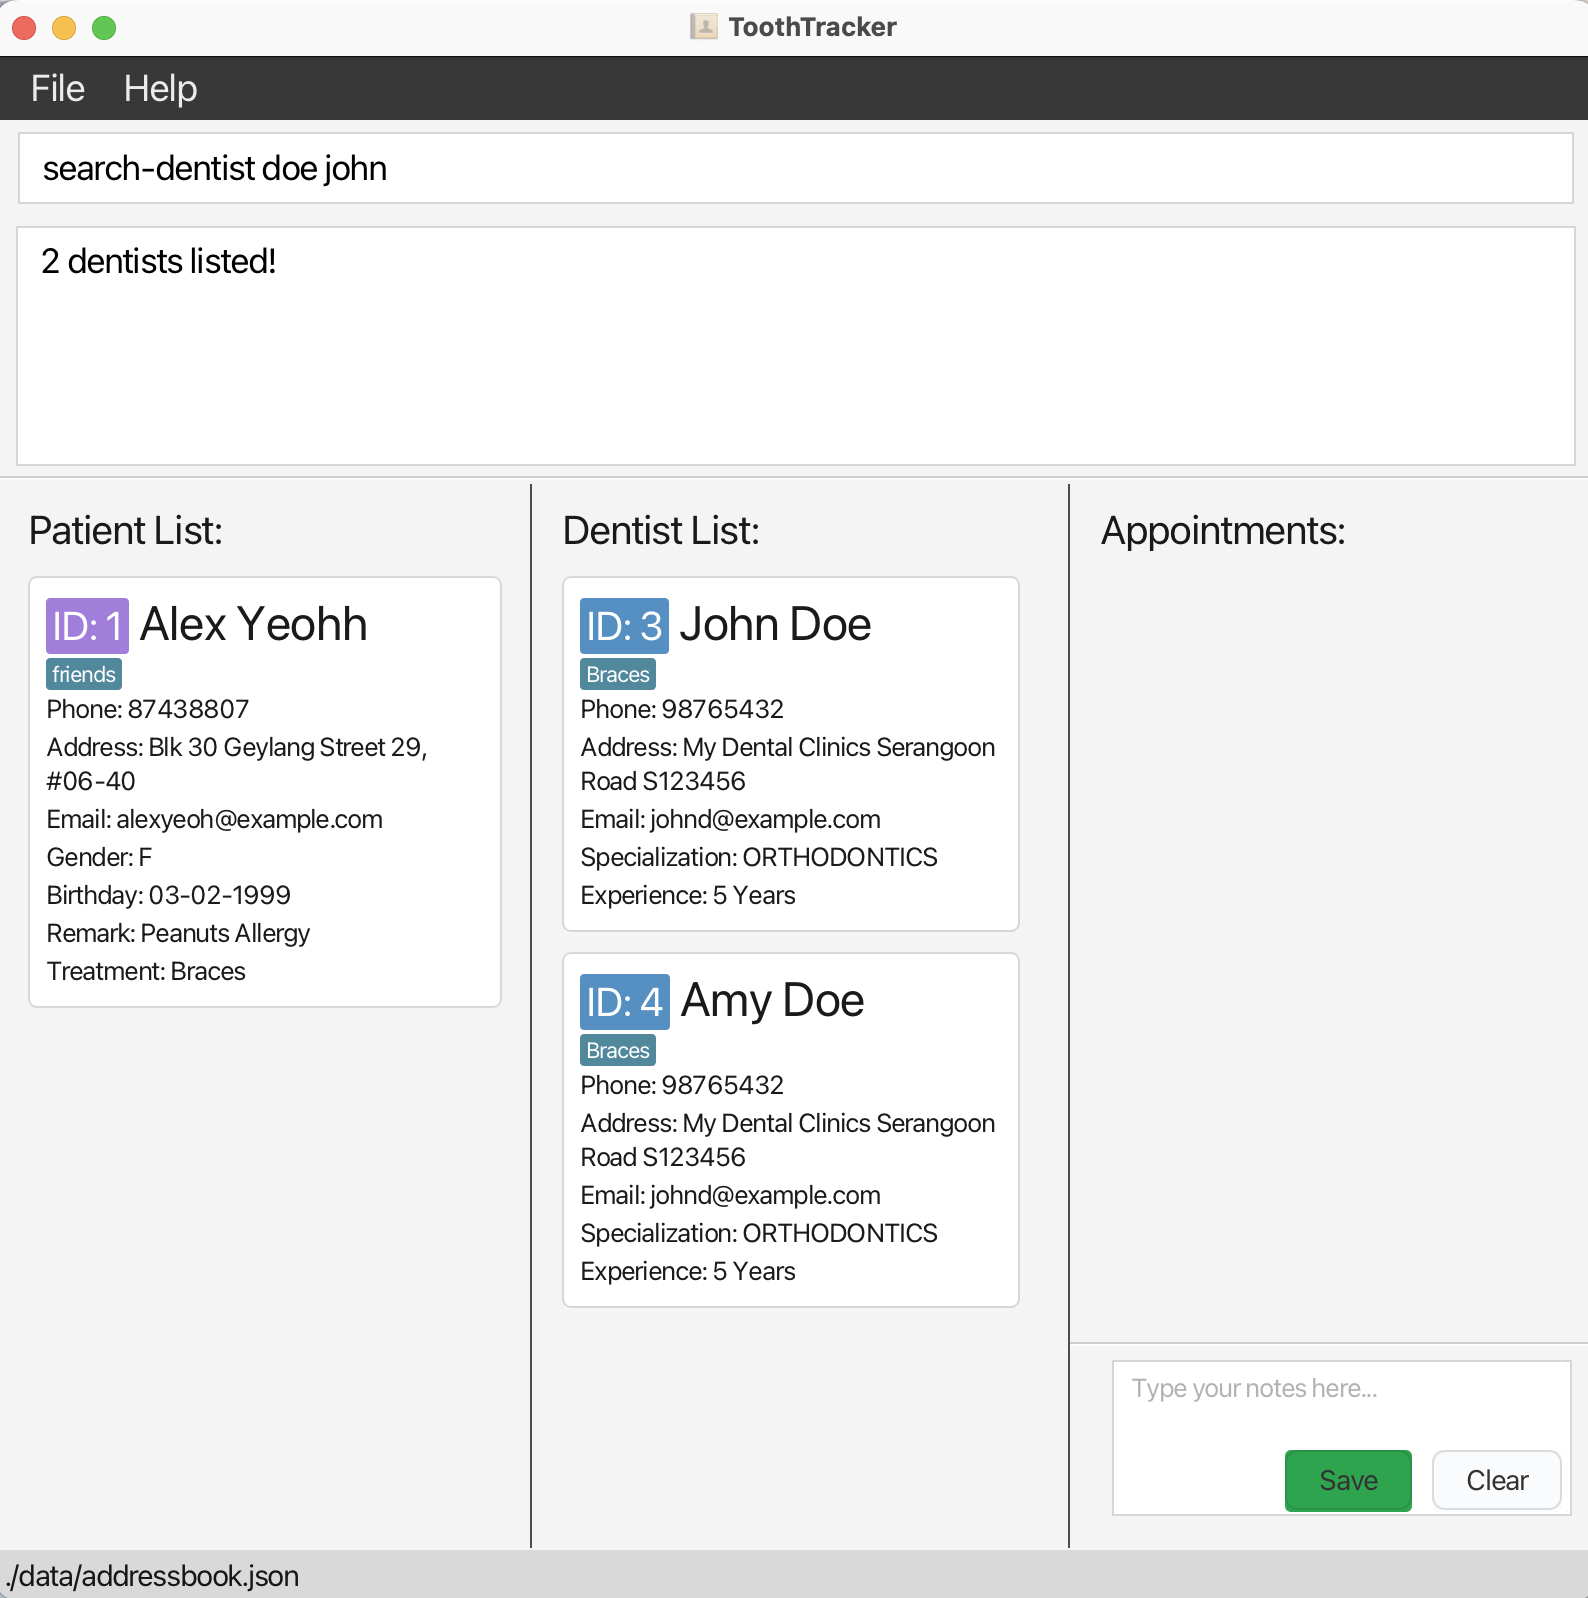 ToothTracker
File Help
search-dentist doe john
2 dentists listed!
Patient List:
ID: 1 Alex Yeohh
friends
Phone: 87438807
Address: Blk 30 Geylang Street 29,
#06-40
Email: alexyeoh@example.com
Gender: F
Birthday: 03-02-1999
Remark: Peanuts Allergy
Treatment: Braces
Dentist List:
ID: 3 John Doe
Braces
Phone: 98765432
Address: My Dental Clinics Serangoon
Road S123456
Email: johnd@example.com
Specialization: ORTHODONTICS
Experience: 5 Years
ID: 4 Amy Doe
Braces
Phone: 98765432
Address: My Dental Clinics Serangoon
Road S123456
Email: johnd@example.com
Specialization: ORTHODONTICS
Experience: 5 Years
Appointments:
Type your notes here...
Save Clear
./data/addressbook.json